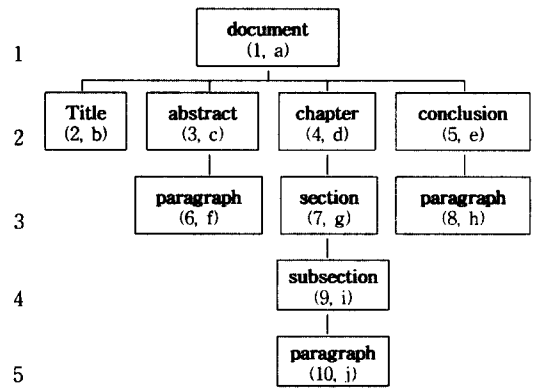 1
document
(1, a)
2
Title
(2, b)
abstract
(3, c)
chapter
(4, d)
conclusion
(5, e)
3
paragraph
(6, f)
section
(7, g)
paragraph
(8, h)
4
subsection
(9, i)
5
paragraph
(10, j)